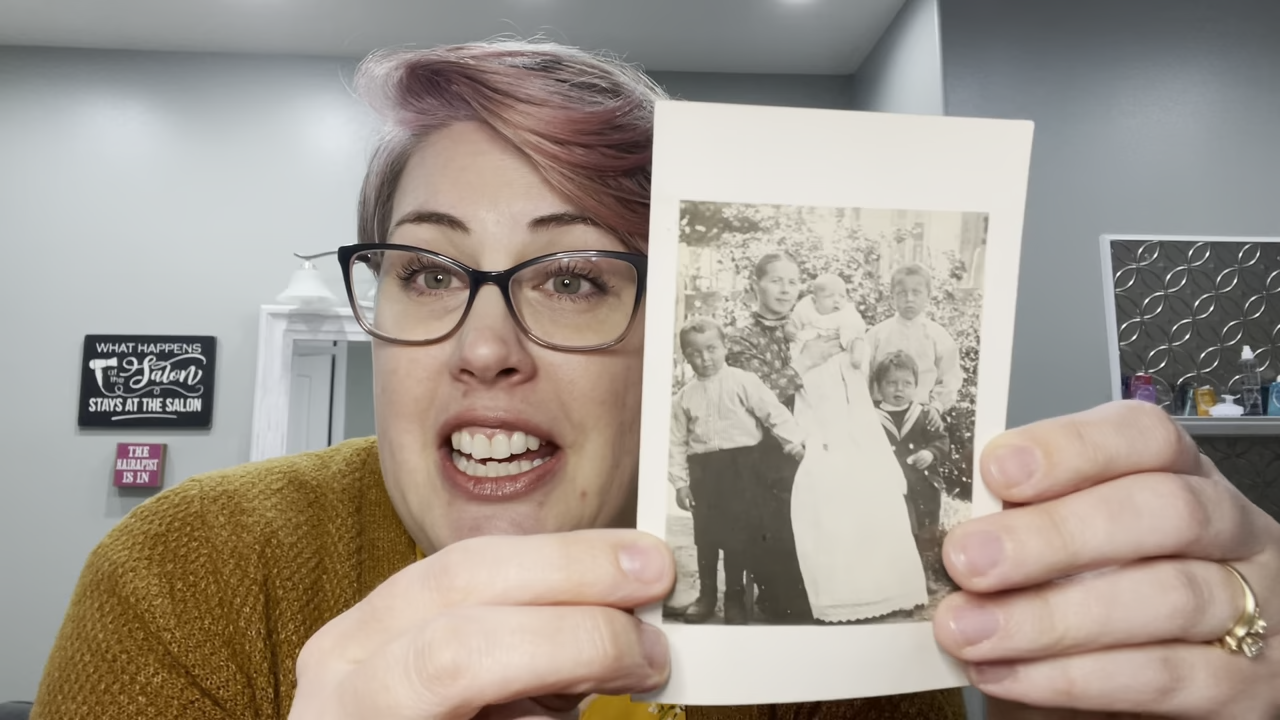 WHAT HAPPENS
at the Salon
STAYS AT THE SALON
THE
HAIRAPIST
IS IN